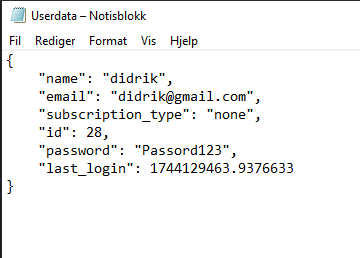 Userdata – Notisblokk
Fil Rediger Format Vis Hjelp
{
    "name": "didrik",
    "email": "didrik@gmail.com",
    "subscription_type": "none",
    "id": 28,
    "password": "Passord123",
    "last_login": 1744129463.9376633
}